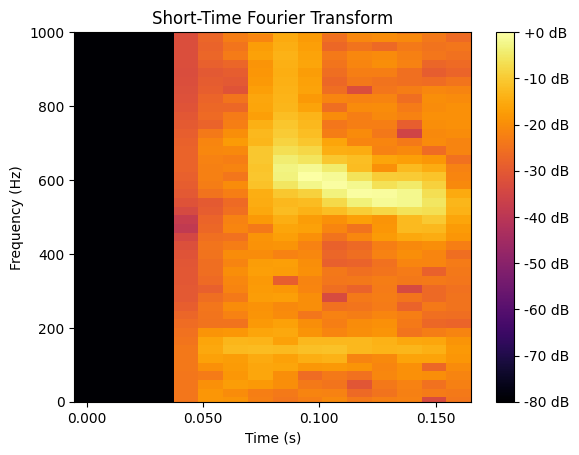 Short-Time Fourier Transform
1000
800
600
400
200
0
Frequency (Hz)
0.000
0.050
0.100
0.150
Time (s)
+0 dB
-10 dB
-20 dB
-30 dB
-40 dB
-50 dB
-60 dB
-70 dB
-80 dB